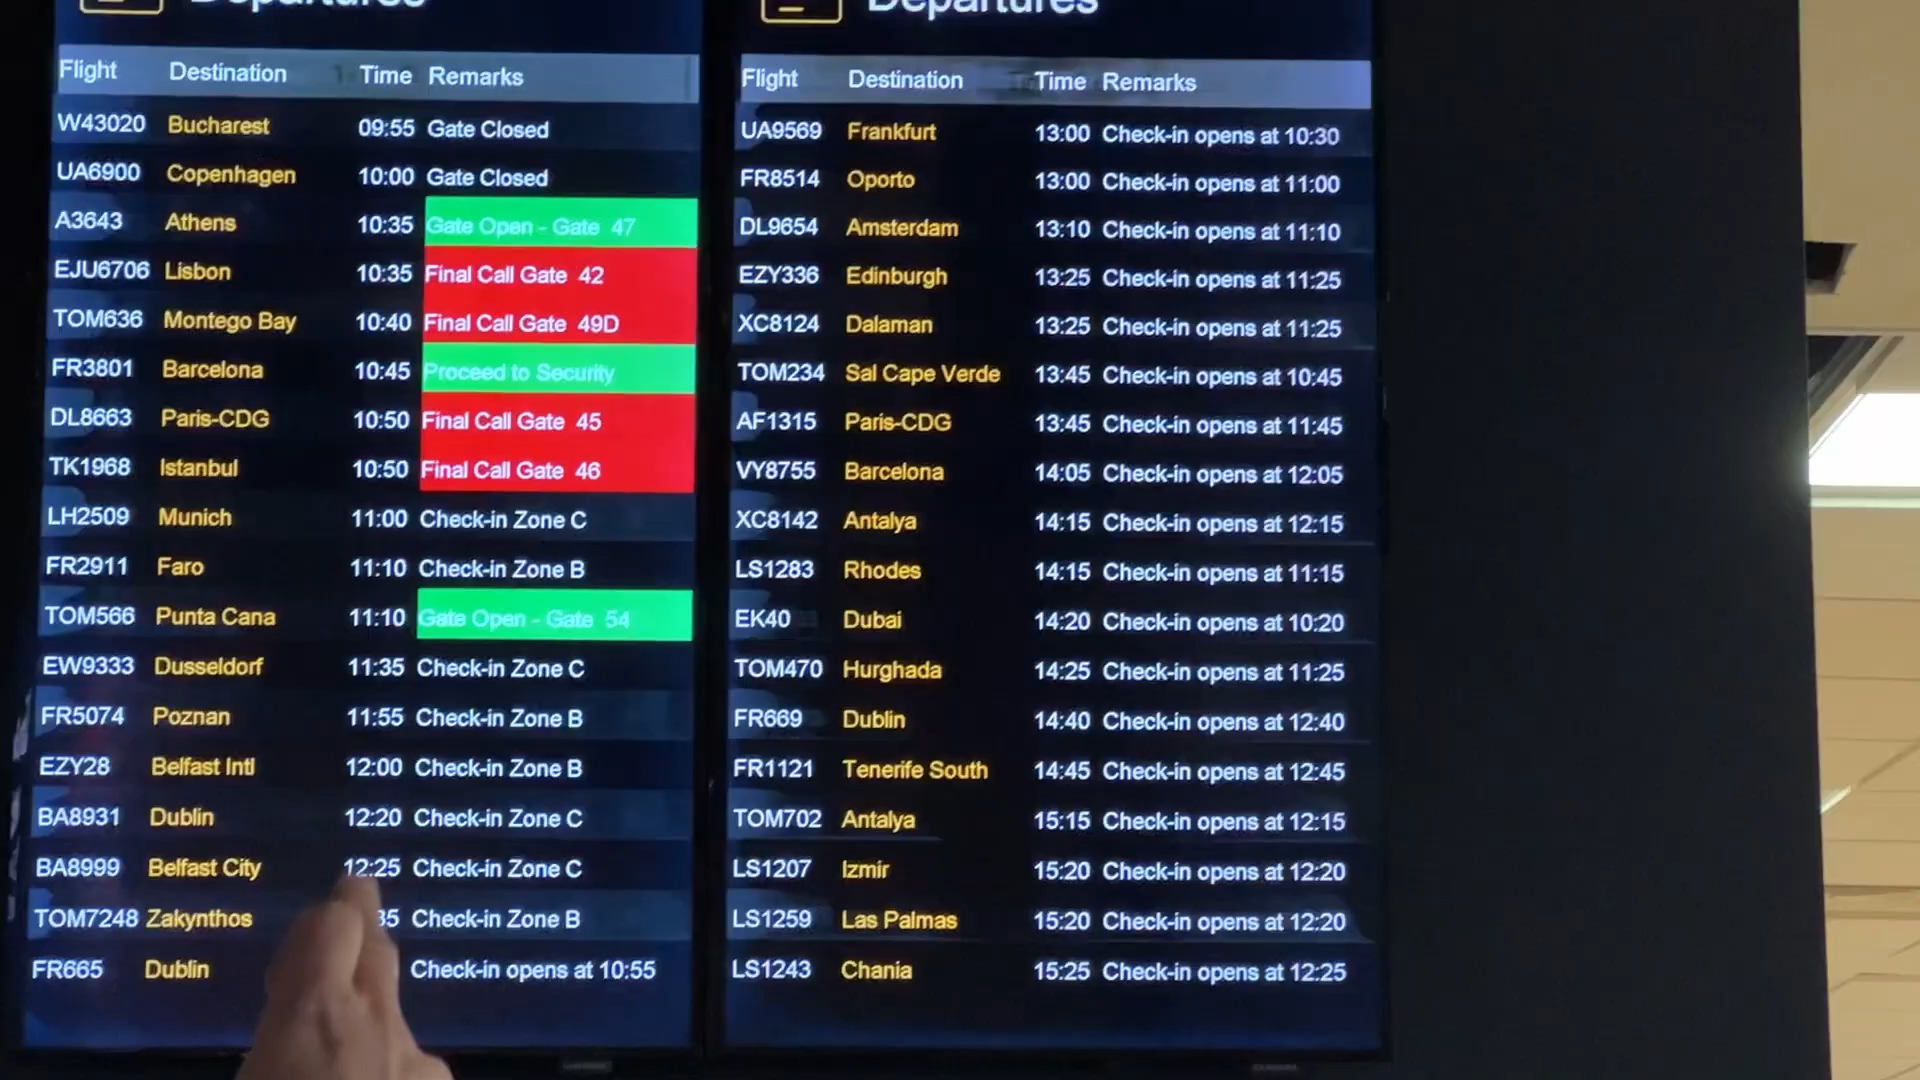 Departures
Flight Destination Time Remarks
W43020 Bucharest 09:55 Gate Closed
UA6900 Copenhagen 10:00 Gate Closed
A3643 Athens 10:35 Gate Open - Gate 47
EJU6706 Lisbon 10:35 Final Call Gate 42
TOM636 Montego Bay 10:40 Final Call Gate 49D
FR3801 Barcelona 10:45 Proceed to Security
DL8663 Paris-CDG 10:50 Final Call Gate 45
TK1968 Istanbul 10:50 Final Call Gate 46
LH2509 Munich 11:00 Check-in Zone C
FR2911 Faro 11:10 Check-in Zone B
TOM566 Punta Cana 11:10 Gate Open - Gate 54
EW9333 Dusseldorf 11:35 Check-in Zone C
FR5074 Poznan 11:55 Check-in Zone B
EZY28 Belfast Intl 12:00 Check-in Zone B
BA8931 Dublin 12:20 Check-in Zone C
BA8999 Belfast City 12:25 Check-in Zone C
TOM7248 Zakynthos 35 Check-in Zone B
FR665 Dublin Check-in opens at 10:55
Departures
Flight Destination Time Remarks
UA9569 Frankfurt 13:00 Check-in opens at 10:30
FR8514 Oporto 13:00 Check-in opens at 11:00
DL9654 Amsterdam 13:10 Check-in opens at 11:10
EZY336 Edinburgh 13:25 Check-in opens at 11:25
XC8124 Dalaman 13:25 Check-in opens at 11:25
TOM234 Sal Cape Verde 13:45 Check-in opens at 10:45
AF1315 Paris-CDG 13:45 Check-in opens at 11:45
VY8755 Barcelona 14:05 Check-in opens at 12:05
XC8142 Antalya 14:15 Check-in opens at 12:15
LS1283 Rhodes 14:15 Check-in opens at 11:15
EK40 Dubai 14:20 Check-in opens at 10:20
TOM470 Hurghada 14:25 Check-in opens at 11:25
FR669 Dublin 14:40 Check-in opens at 12:40
FR1121 Tenerife South 14:45 Check-in opens at 12:45
TOM702 Antalya 15:15 Check-in opens at 12:15
LS1207 Izmir 15:20 Check-in opens at 12:20
LS1259 Las Palmas 15:20 Check-in opens at 12:20
LS1243 Chania 15:25 Check-in opens at 12:25